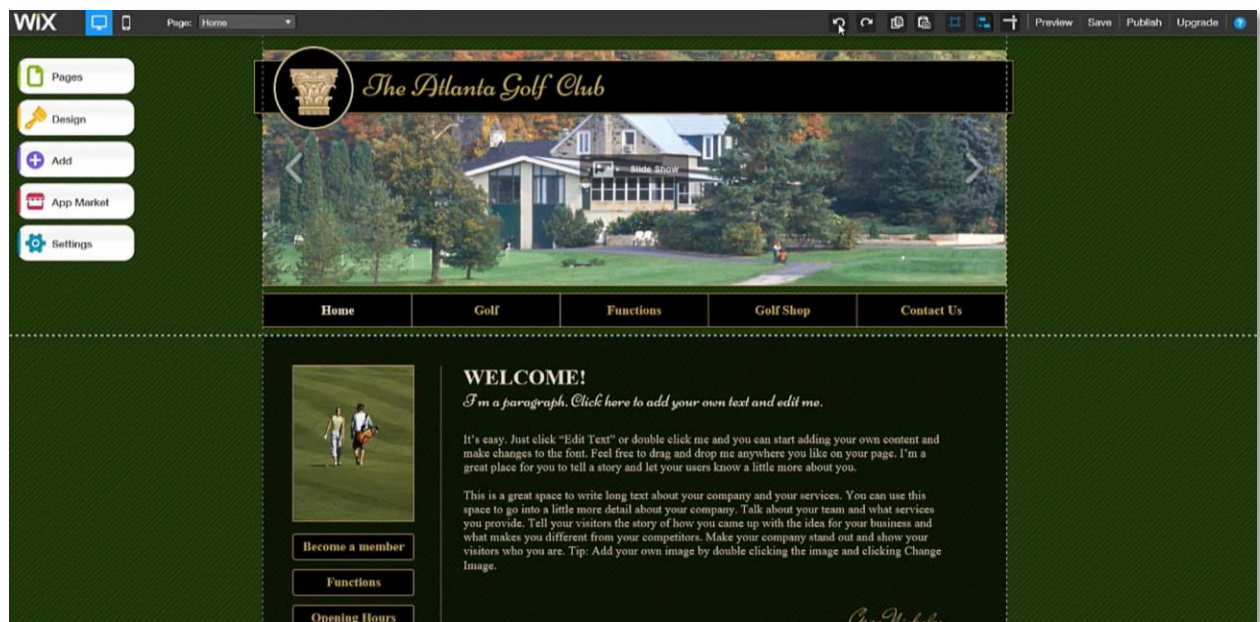 WIX Page: Home Preview Save Publish Upgrade ?
Pages
Design
Add
App Market
Settings
The Atlanta Golf Club
Slide Show
Home Golf Functions Golf Shop Contact Us
WELCOME!
I'm a paragraph. Click here to add your own text and edit me.
It's easy. Just click “Edit Text” or double click me and you can start adding your own content and
make changes to the font. Feel free to drag and drop me anywhere you like on your page. I'm a
great place for you to tell a story and let your users know a little more about you.
This is a great space to write long text about your company and your services. You can use this
space to go into a little more detail about your company. Talk about your team and what services
you provide. Tell your visitors the story of how you came up with the idea for your business and
what makes you different from your competitors. Make your company stand out and show your
visitors who you are. Tip: Add your own image by double clicking the image and clicking Change
Image.
Become a member
Functions
Opening Hours